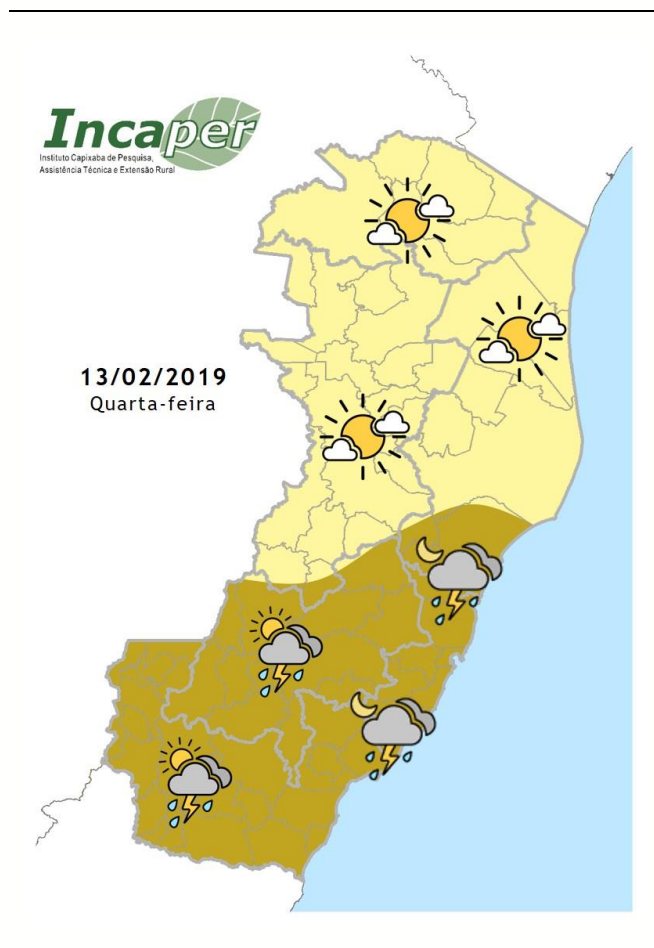 Incaper
Instituto Capixaba de Pesquisa,
Assistência Técnica e Extensão Rural
13/02/2019
Quarta-feira